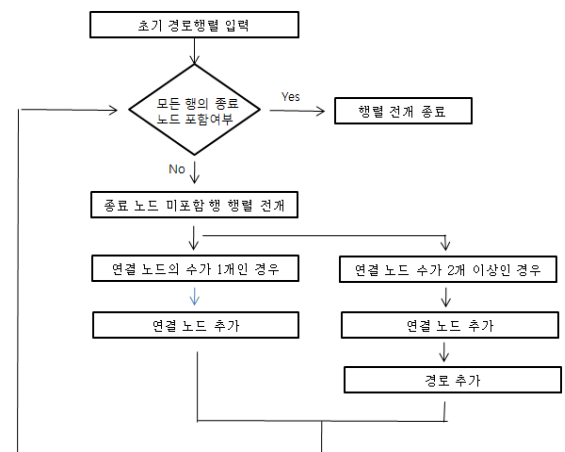 초기 경로행렬 입력
모든 행의 종료
노드 포함여부
Yes
행렬 전개 종료
No
종료 노드 미포함 행 행렬 전개
연결 노드의 수가 1개인 경우
연결 노드 수가 2개 이상인 경우
연결 노드 추가
연결 노드 추가
경로 추가